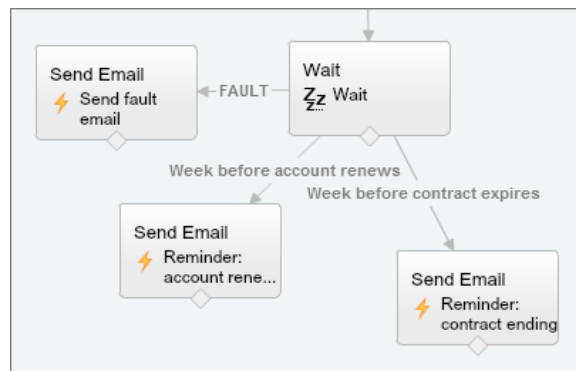 Send Email
Send fault
email
FAULT
Wait
Zzz Wait
Week before account renews
Week before contract expires
Send Email
Reminder:
account rene...
Send Email
Reminder:
contract ending